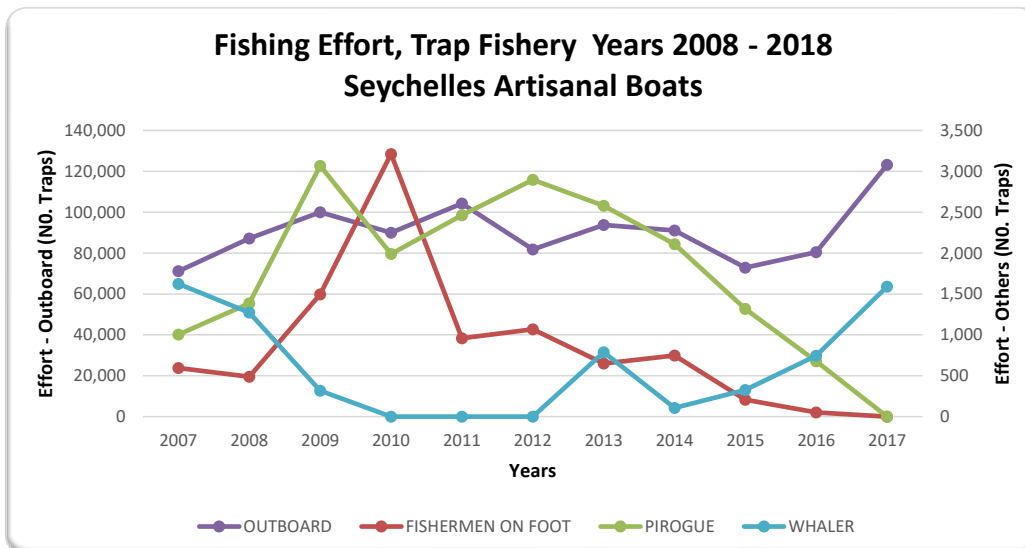 Fishing Effort, Trap Fishery Years 2008 - 2018
Seychelles Artisanal Boats
Effort - Outboard (N0. Traps)
140,000
120,000
100,000
80,000
60,000
40,000
20,000
0
3,500
3,000
2,500
2,000
1,500
1,000
500
0
Effort - Others (N0. Traps)
2007 2008 2009 2010 2011 2012 2013 2014 2015 2016 2017
Years
OUTBOARD FISHERMEN ON FOOT PIROGUE WHALER